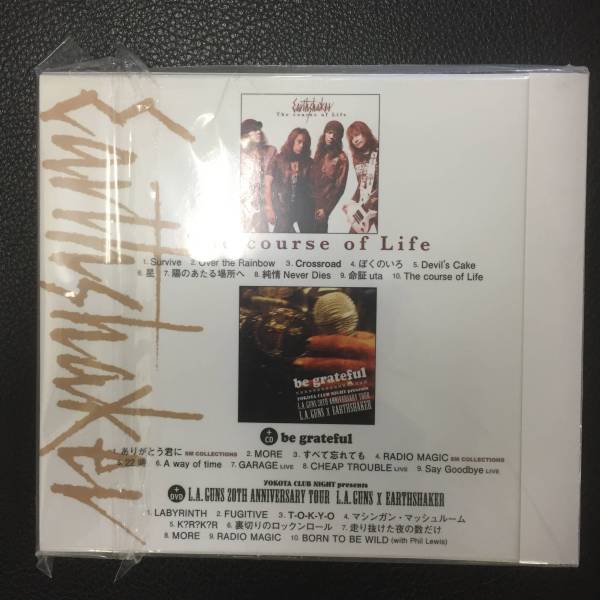 Earthshaker
Earthshaker
The course of Life
The course of Life
1. Survive 2. Over the Rainbow 3. Crossroad 4. ぼくのいろ 5. Devil's Cake
6. 星 7. 陽のあたる場所へ 8. 純情 Never Dies 9. 命証 uta 10. The course of Life
be grateful
YOKOTA CLUB NIGHT presents
L.A. GUNS 20TH ANNIVERSARY TOUR
L.A. GUNS X EARTHSHAKER
+CD be grateful
1. ありがとう君に SM COLLECTIONS 2. MORE 3. すべて忘れても 4. RADIO MAGIC SM COLLECTIONS
5. 22時 6. A way of time 7. GARAGE LIVE 8. CHEAP TROUBLE LIVE 9. Say Goodbye LIVE
YOKOTA CLUB NIGHT presents
+DVD L.A. GUNS 20TH ANNIVERSARY TOUR L.A. GUNS X EARTHSHAKER
1. LABYRINTH 2. FUGITIVE 3. T-O-K-Y-O 4. マシンガン・マッシュルーム
5. K?R?K?R 6. 裏切りのロックンロール 7. 走り抜けた夜の数だけ
8. MORE 9. RADIO MAGIC 10. BORN TO BE WILD (with Phil Lewis)